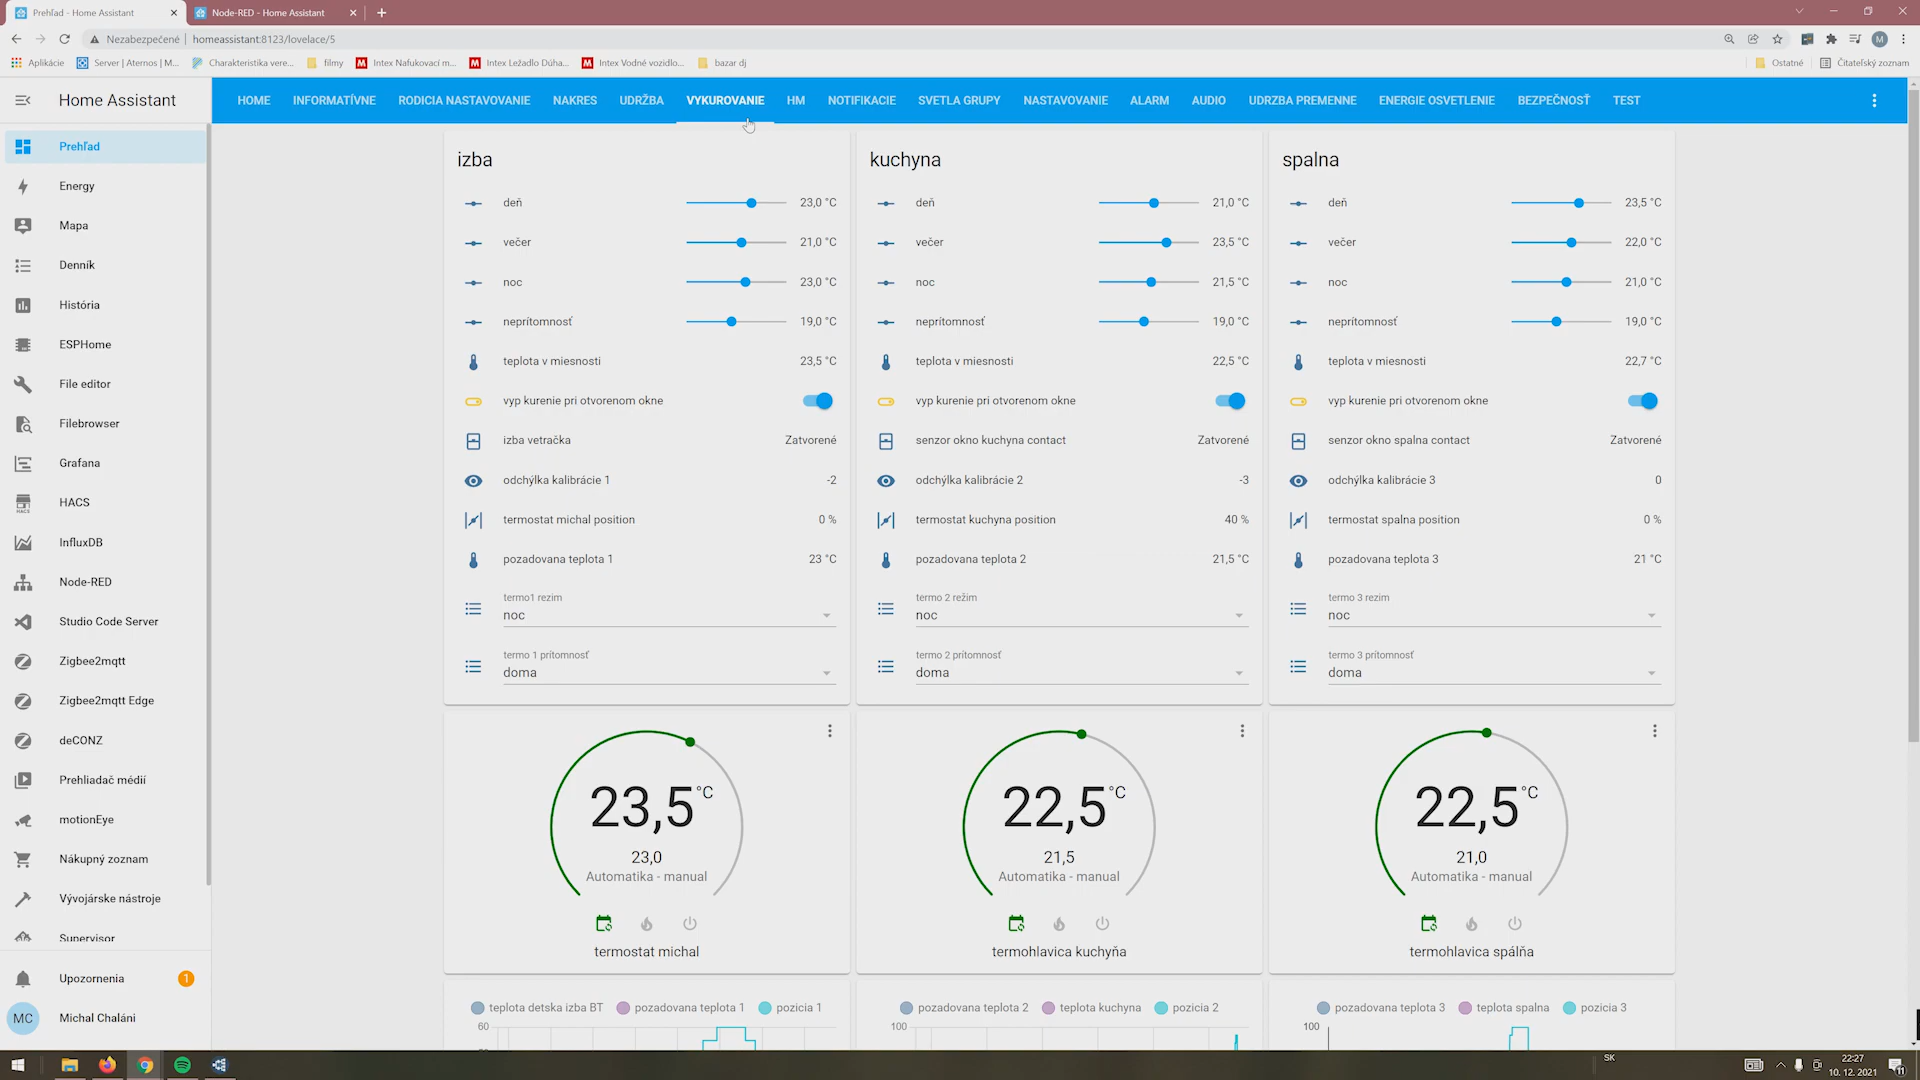 Prehľad - Home Assistant
Node-RED - Home Assistant
Nezabezpečené | homeassistant:8123/lovelace/5
M
Aplikácie
Server | Aternos | M...
Charakteristika vere...
filmy
Intex Nafukovací m...
Intex Ležadlo Dúha...
Intex Vodné vozidlo...
bazar dj
Ostatné
Čitateľský zoznam
Home Assistant
HOME
INFORMATÍVNE
RODICIA NASTAVOVANIE
NAKRES
UDRŽBA
VYKUROVANIE
HM
NOTIFIKACIE
SVETLA GRUPY
NASTAVOVANIE
ALARM
AUDIO
UDRZBA PREMENNE
ENERGIE OSVETLENIE
BEZPEČNOSŤ
TEST
Prehľad
Energy
Mapa
Denník
História
ESPHome
File editor
Filebrowser
Grafana
HACS
InfluxDB
Node-RED
Studio Code Server
Zigbee2mqtt
Zigbee2mqtt Edge
deCONZ
Prehliadač médií
motionEye
Nákupný zoznam
Vývojárske nástroje
Supervisor
Upozornenia 1
MC Michal Chaláni
izba
deň 23,0 °C
večer 21,0 °C
noc 23,0 °C
neprítomnosť 19,0 °C
teplota v miesnosti 23,5 °C
vyp kurenie pri otvorenom okne
izba vetračka Zatvorené
odchýlka kalibrácie 1 -2
termostat michal position 0 %
pozadovana teplota 1 23 °C
termo1 rezim
noc
termo 1 prítomnosť
doma
kuchyna
deň 21,0 °C
večer 23,5 °C
noc 21,5 °C
neprítomnosť 19,0 °C
teplota v miesnosti 22,5 °C
vyp kurenie pri otvorenom okne
senzor okno kuchyna contact Zatvorené
odchýlka kalibrácie 2 -3
termostat kuchyna position 40 %
pozadovana teplota 2 21,5 °C
termo 2 režim
noc
termo 2 prítomnosť
doma
spalna
deň 23,5 °C
večer 22,0 °C
noc 21,0 °C
neprítomnosť 19,0 °C
teplota v miesnosti 22,7 °C
vyp kurenie pri otvorenom okne
senzor okno spalna contact Zatvorené
odchýlka kalibrácie 3 0
termostat spalna position 0 %
pozadovana teplota 3 21 °C
termo 3 rezim
noc
termo 3 prítomnosť
doma
23,5 °C
23,0
Automatika - manual
termostat michal
22,5 °C
21,5
Automatika - manual
termohlavica kuchyňa
22,5 °C
21,0
Automatika - manual
termohlavica spálňa
teplota detska izba BT pozadovana teplota 1 pozicia 1
60
pozadovana teplota 2 teplota kuchyna pozicia 2
100
pozadovana teplota 3 teplota spalna pozicia 3
100
SK
22:27
10. 12. 2021
11